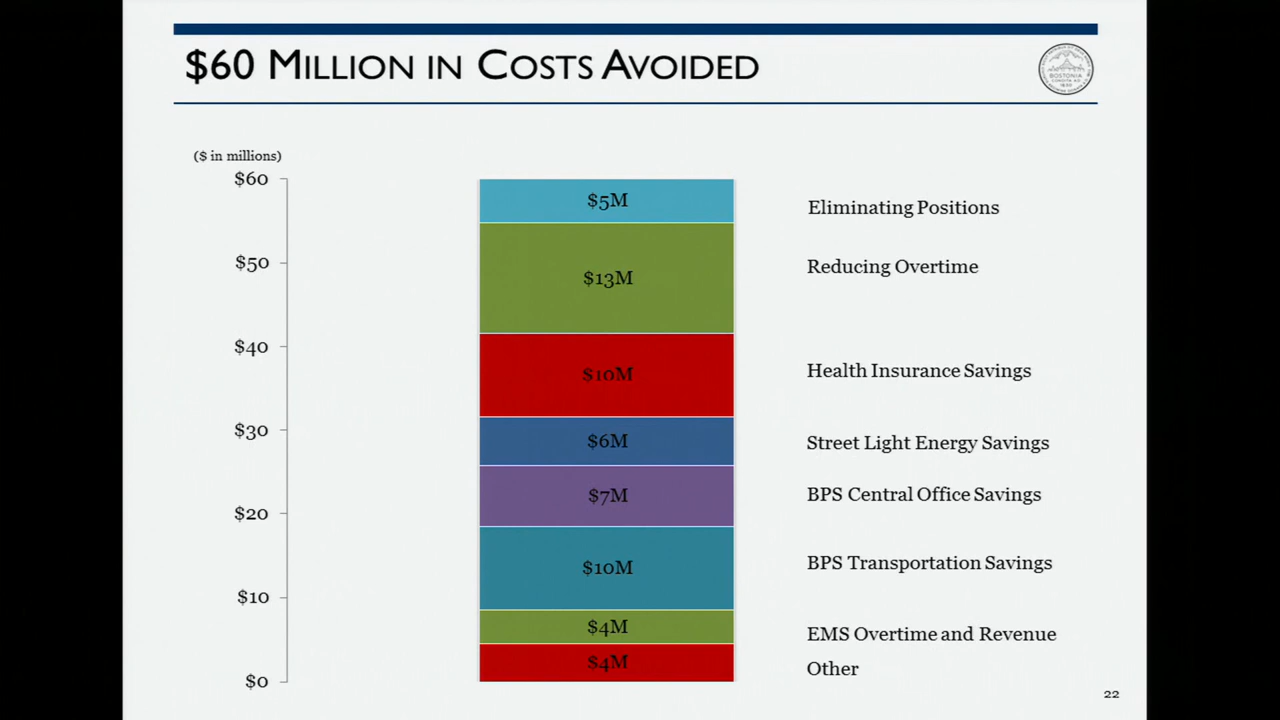 $60 MILLION IN COSTS AVOIDED
BOSTONIA
($ in millions)
$60
$50
$40
$30
$20
$10
$0
$5M
Eliminating Positions
$13M
Reducing Overtime
$10M
Health Insurance Savings
$6M
Street Light Energy Savings
$7M
BPS Central Office Savings
$10M
BPS Transportation Savings
$4M
EMS Overtime and Revenue
$4M
Other
22